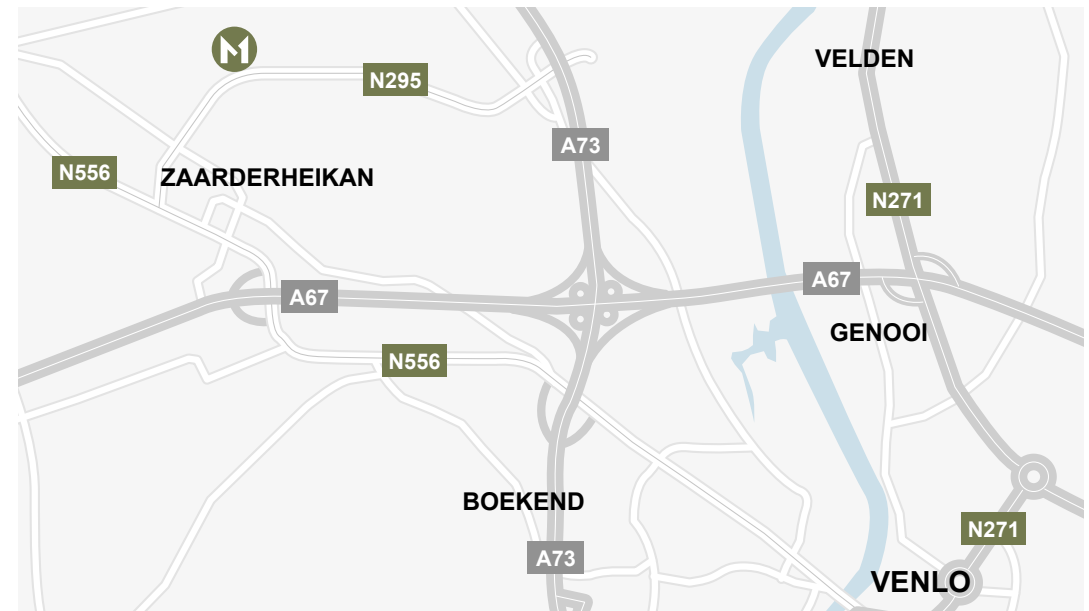 M
VELDEN
N295
A73
N556
ZAARDERHEIKAN
N271
A67
A67
GENOOI
N556
BOEKEND
N271
A73
VENLO